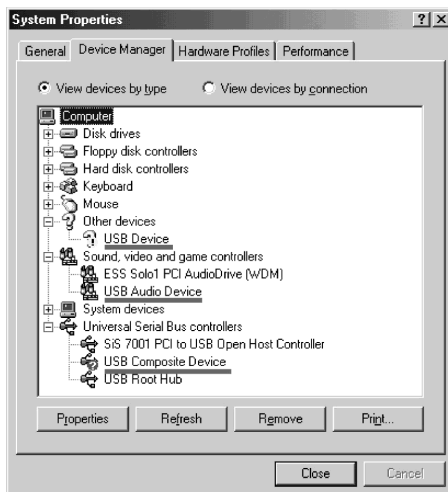 System Properties
General Device Manager Hardware Profiles Performance
View devices by type View devices by connection
Computer
Disk drives
Floppy disk controllers
Hard disk controllers
Keyboard
Mouse
Other devices
USB Device
Sound, video and game controllers
ESS Solo1 PCI AudioDrive (WDM)
USB Audio Device
System devices
Universal Serial Bus controllers
SiS 7001 PCI to USB Open Host Controller
USB Composite Device
USB Root Hub
Properties Refresh Remove Print...
Close Cancel